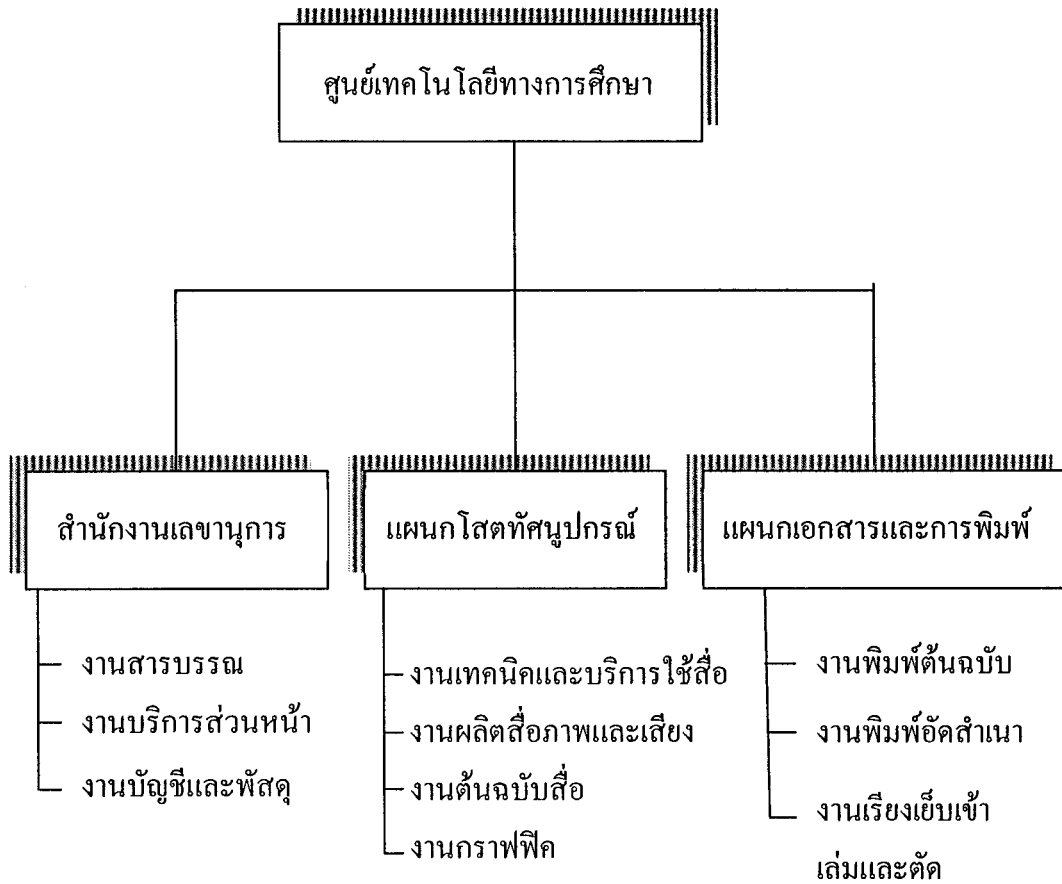 ศูนย์เทคโนโลยีทางการศึกษา
สำนักงานเลขานุการ
งานสารบรรณ
งานบริการส่วนหน้า
งานบัญชีและพัสดุ
แผนกโสตทัศนูปกรณ์
งานเทคนิคและบริการใช้สื่อ
งานผลิตสื่อภาพและเสียง
งานต้นฉบับสื่อ
งานกราฟฟิค
แผนกเอกสารและการพิมพ์
งานพิมพ์ต้นฉบับ
งานพิมพ์อัดสำเนา
งานเรียงเย็บเข้า
เล่มและตัด